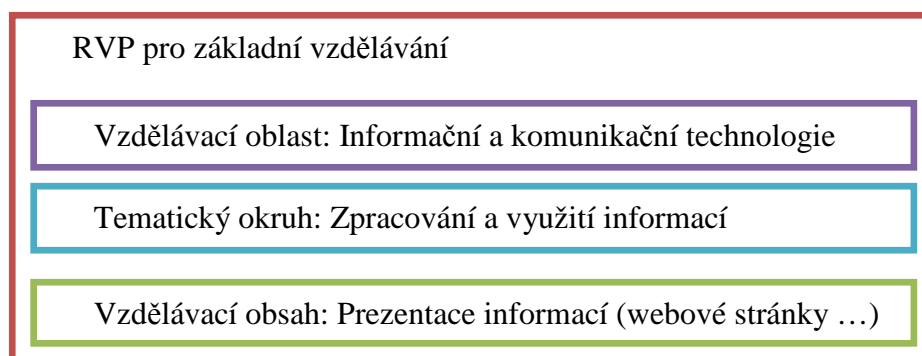 RVP pro základní vzdělávání
Vzdělávací oblast: Informační a komunikační technologie
Tematický okruh: Zpracování a využití informací
Vzdělávací obsah: Prezentace informací (webové stránky …)